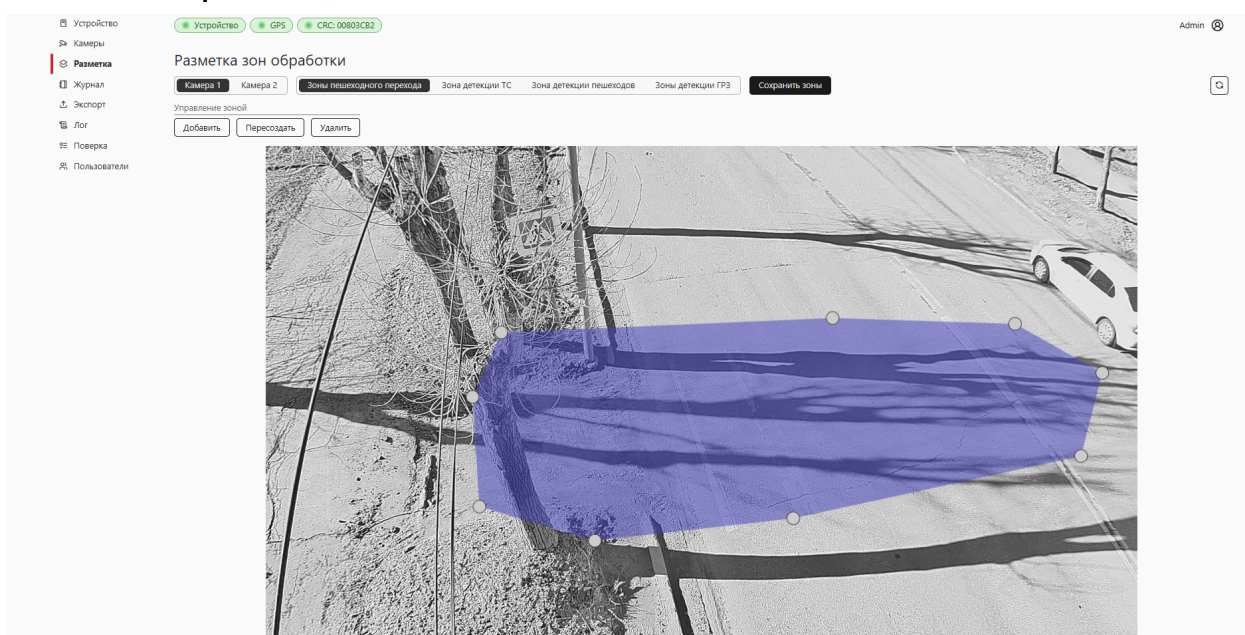 Устройство
Устройство GPS CRC: 00803CB2
Admin
Камеры
Разметка
Разметка зон обработки
Журнал
Камера 1 Камера 2 Зоны пешеходного перехода Зона детекции ТС Зона детекции пешеходов Зоны детекции ГРЗ Сохранить зоны
Экспорт
Управление зоной
Лог
Добавить Пересоздать Удалить
Поверка
Пользователи